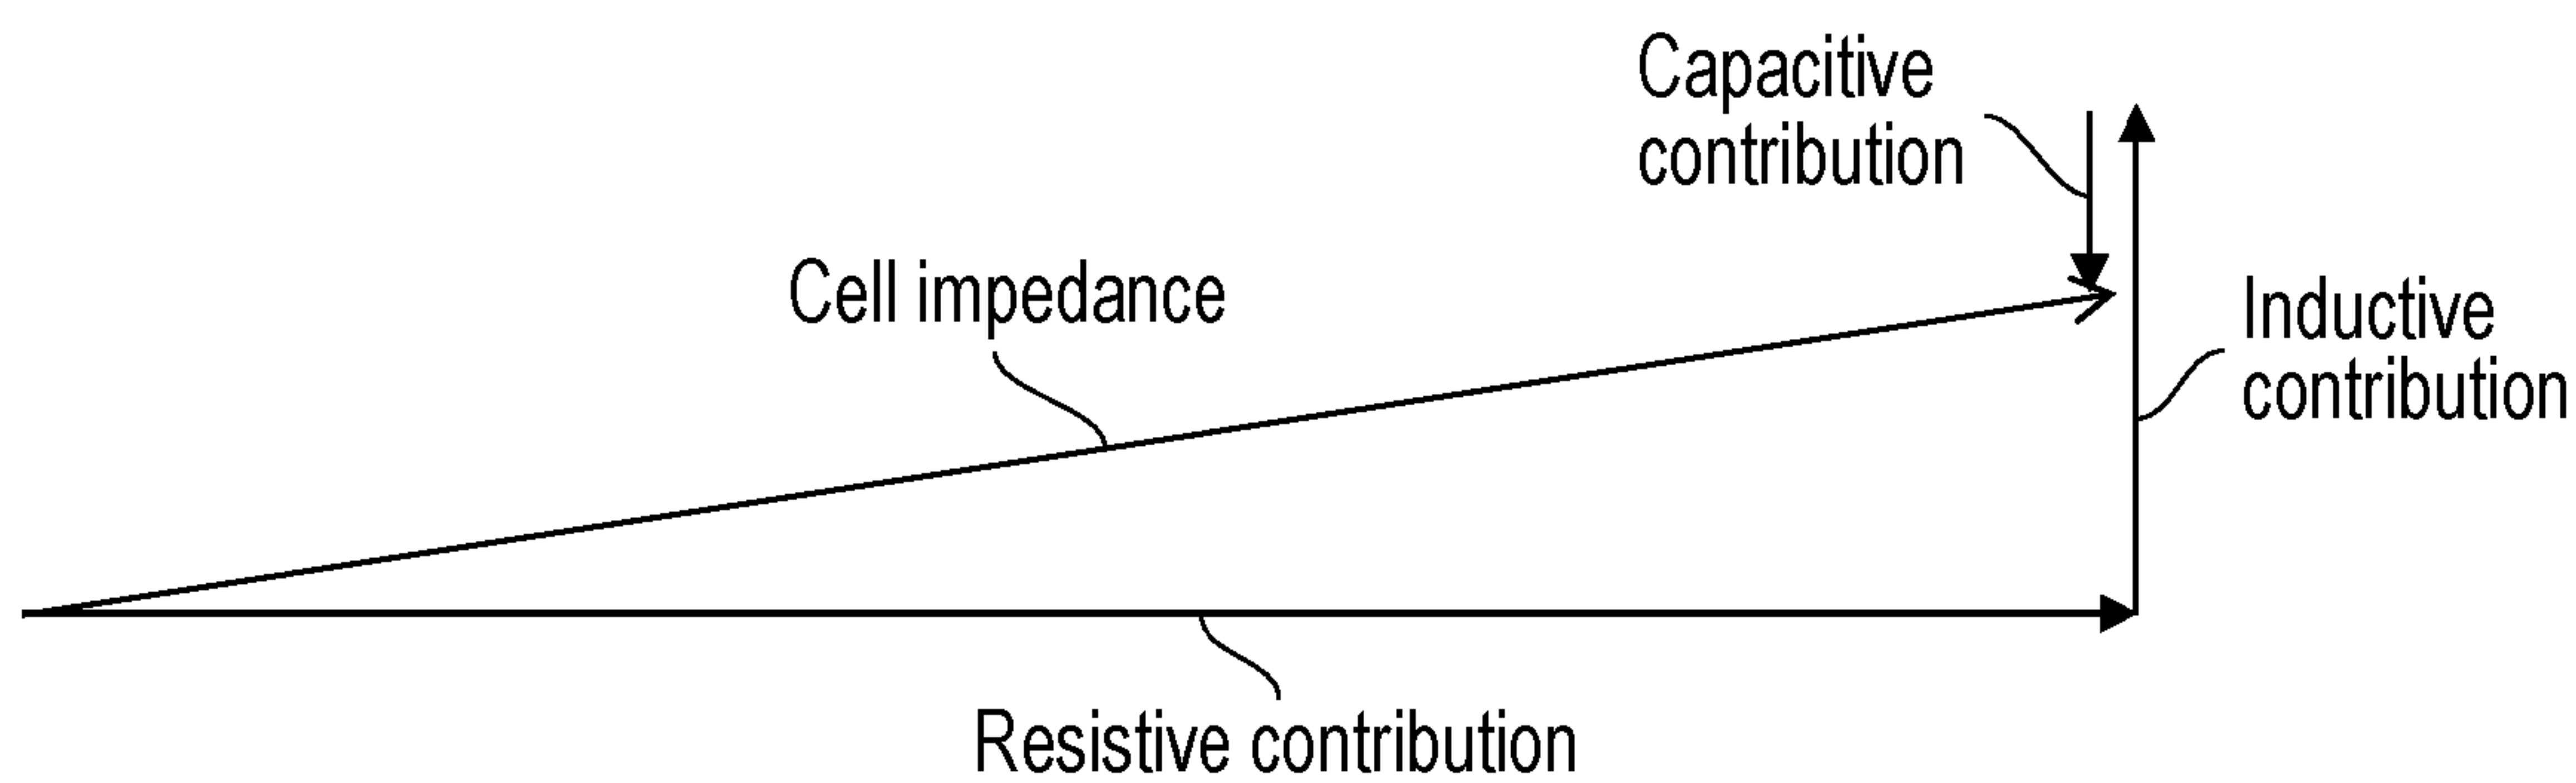 Capacitive
contribution
Cell impedance
Inductive
contribution
Resistive contribution